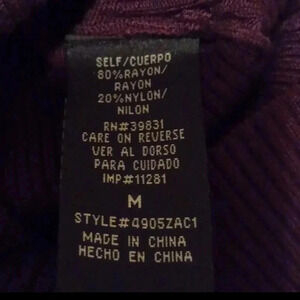 SELF/CUERPO
80%RAYON/
RAYON
20%NYLON/
NILON
RN#39831
CARE ON REVERSE
VER AL DORSO
PARA CUIDADO
IMP#11281
M
STYLE#4905ZAC1
MADE IN CHINA
HECHO EN CHINA